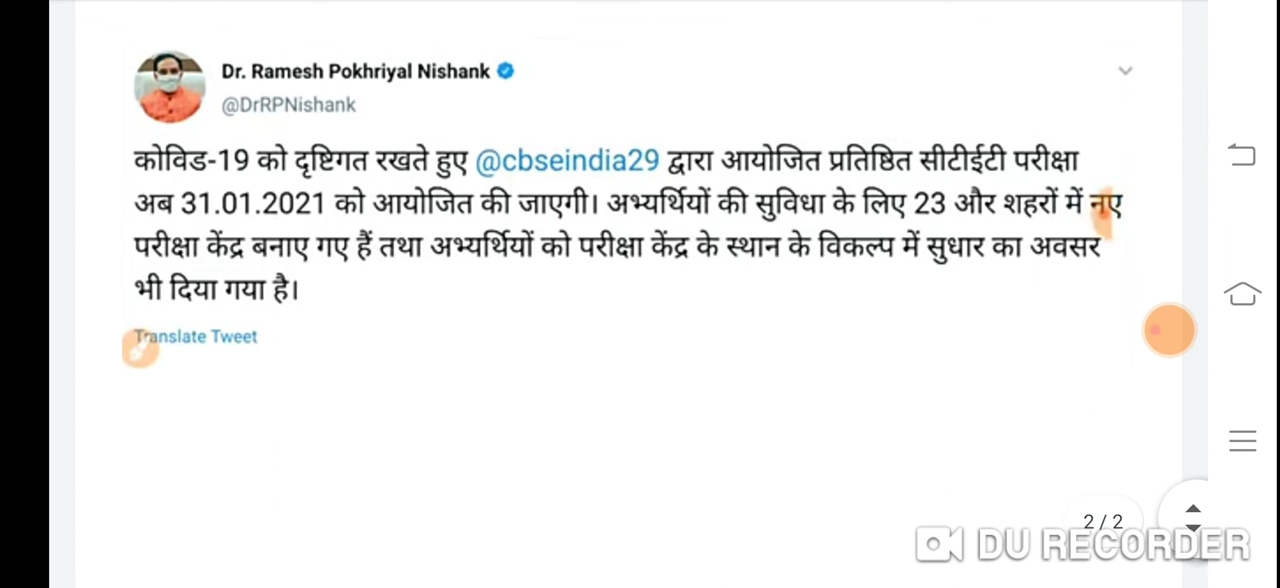 Dr. Ramesh Pokhriyal Nishank
@DrRPNishank
कोविड-19 को दृष्टिगत रखते हुए @cbseindia29 द्वारा आयोजित प्रतिष्ठित सीटीईटी परीक्षा
अब 31.01.2021 को आयोजित की जाएगी। अभ्यर्थियों की सुविधा के लिए 23 और शहरों में नए
परीक्षा केंद्र बनाए गए हैं तथा अभ्यर्थियों को परीक्षा केंद्र के स्थान के विकल्प में सुधार का अवसर
भी दिया गया है।
Translate Tweet
2 / 2
DU RECORDER